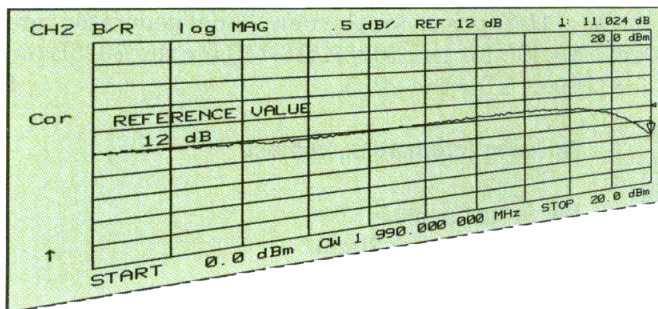 CH2 B/R log MAG .5 dB/ REF 12 dB 1: 11.024 dB
20.0 dBm
Cor
REFERENCE VALUE
12 dB
↑
START 0.0 dBm CW 1 990.000 000 MHz STOP 20.0 dBm